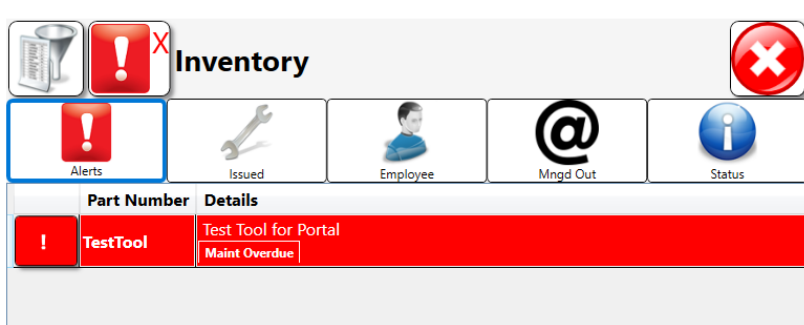 X
Inventory
Alerts
Issued
Employee
Mngd Out
Status
Part Number Details
! TestTool Test Tool for Portal
Maint Overdue